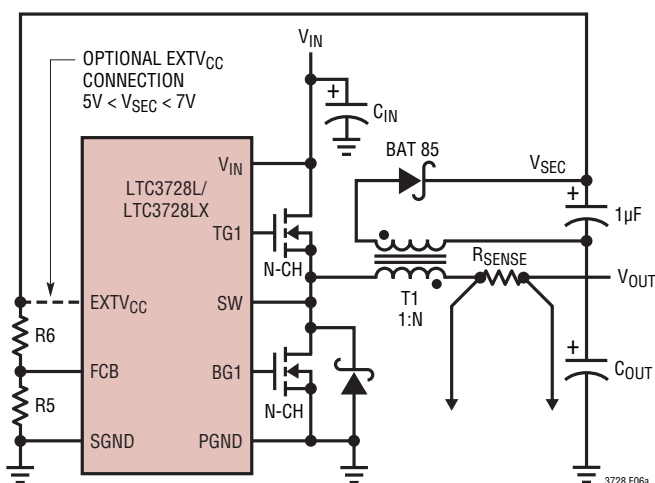 OPTIONAL EXTVCC
CONNECTION
5V < VSEC < 7V
VIN
+
CIN
BAT 85
VSEC
+
1µF
VIN
LTC3728L/
LTC3728LX
TG1
N-CH
RSENSE
VOUT
T1
1:N
EXTVCC
SW
R6
FCB
BG1
N-CH
+
COUT
R5
SGND
PGND
3728 F06a